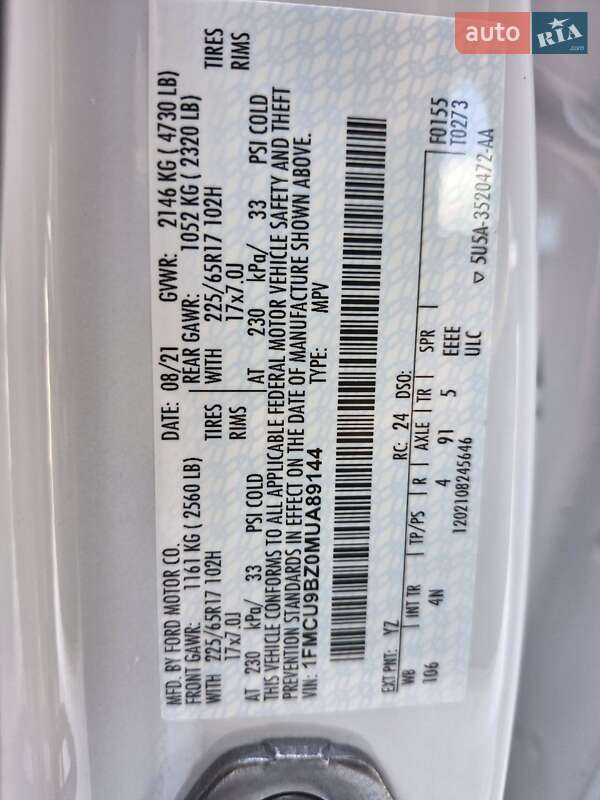 auto RIA .com
MFD. BY FORD MOTOR CO. DATE: 08/21 GVWR: 2146 KG ( 4730 LB)
FRONT GAWR: 1161 KG ( 2560 LB) REAR GAWR: 1052 KG ( 2320 LB)
WITH 225/65R17 102H TIRES WITH 225/65R17 102H TIRES
17x7.0J RIMS 17x7.0J RIMS
AT 230 kPa/ 33 PSI COLD AT 230 kPa/ 33 PSI COLD
THIS VEHICLE CONFORMS TO ALL APPLICABLE FEDERAL MOTOR VEHICLE SAFETY AND THEFT
PREVENTION STANDARDS IN EFFECT ON THE DATE OF MANUFACTURE SHOWN ABOVE.
VIN: 1FMCU9BZ0MUA89144 TYPE: MPV
EXT PNT: YZ RC: 24 DSO: F0155
WB INT TR TP/PS R AXLE TR SPR T0273
106 4N 4 91 5 EEEE
ULC
1202108245646 ▽ 5U5A-3520472-AA